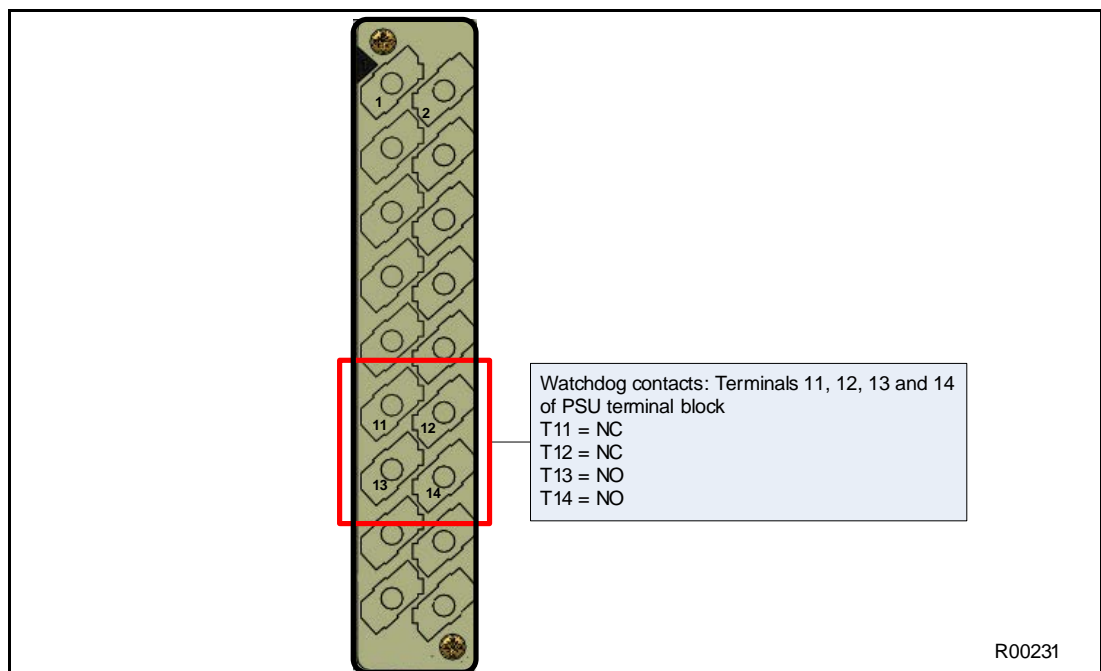 1
2
11
12
13
14
Watchdog contacts: Terminals 11, 12, 13 and 14
of PSU terminal block
T11 = NC
T12 = NC
T13 = NO
T14 = NO
R00231